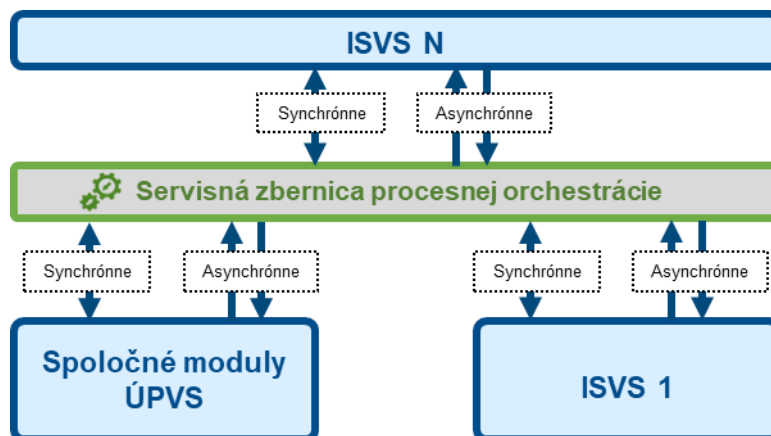 ISVS N
Synchrónne
Asynchrónne
Servisná zbernica procesnej orchestrácie
Synchrónne
Asynchrónne
Synchrónne
Asynchrónne
Spoločné moduly
ÚPVS
ISVS 1